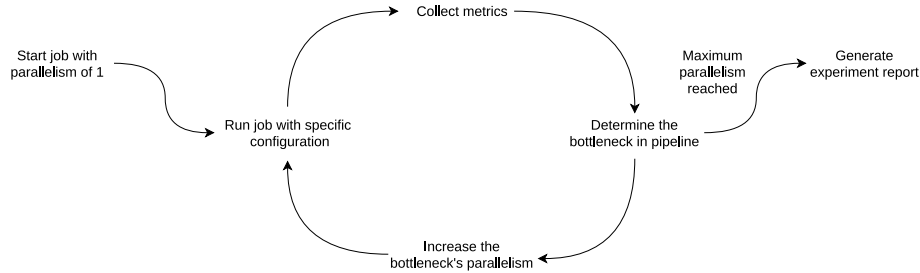 Collect metrics
Start job with
parallelism of 1
Maximum
parallelism
reached
Generate
experiment report
Run job with specific
configuration
Determine the
bottleneck in pipeline
Increase the
bottleneck's parallelism